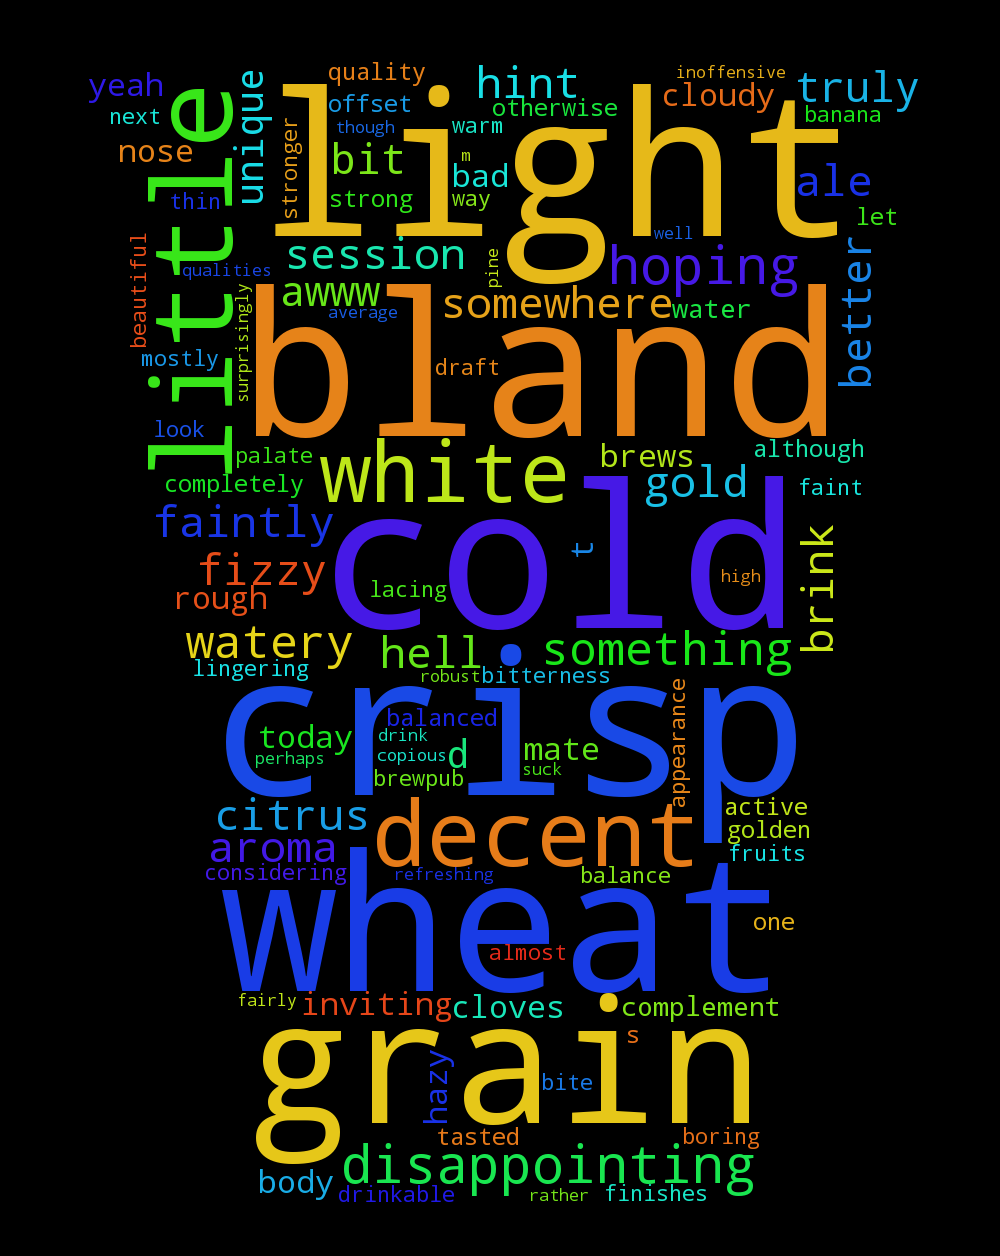 yeah
next
nose
little
unique
light
quality
offset
though
stronger
bit
strong
hint
otherwise
warm
m
bad
way
inoffensive
cloudy
truly
banana
ale
let
thin
well
beautiful
qualities
surprisingly
session
awww
average
pine
hoping
somewhere
water
better
bland
draft
mostly
look
palate
completely
white
brews
gold
although
faint
faintly
cold
t
fizzy
rough
lacing
high
brink
watery
hell
something
lingering
robust
bitterness
crisp
balanced
today
drink
perhaps
copious
d
mate
brewpub
suck
appearance
citrus
decent
active
golden
aroma
fruits
considering
refreshing
balance
wheat
one
almost
fairly
inviting
cloves
complement
grain
s
hazy
bite
tasted
boring
disappointing
body
drinkable
rather
finishes